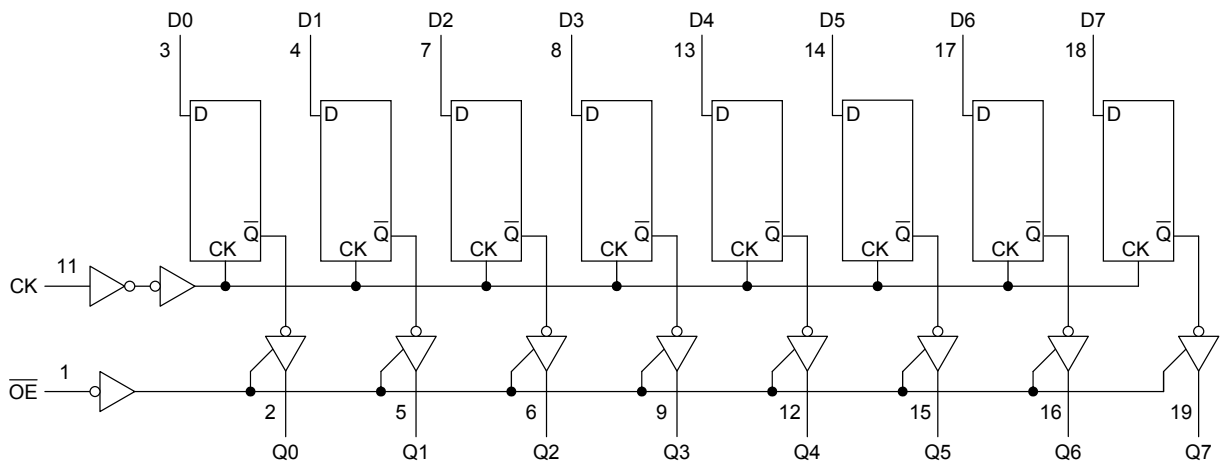 D0 D1 D2 D3 D4 D5 D6 D7
3 4 7 8 13 14 17 18
D D D D D D D D
Q̅ Q̅ Q̅ Q̅ Q̅ Q̅ Q̅ Q̅
CK CK CK CK CK CK CK CK
11
CK
1
O̅E̅
2 5 6 9 12 15 16 19
Q0 Q1 Q2 Q3 Q4 Q5 Q6 Q7